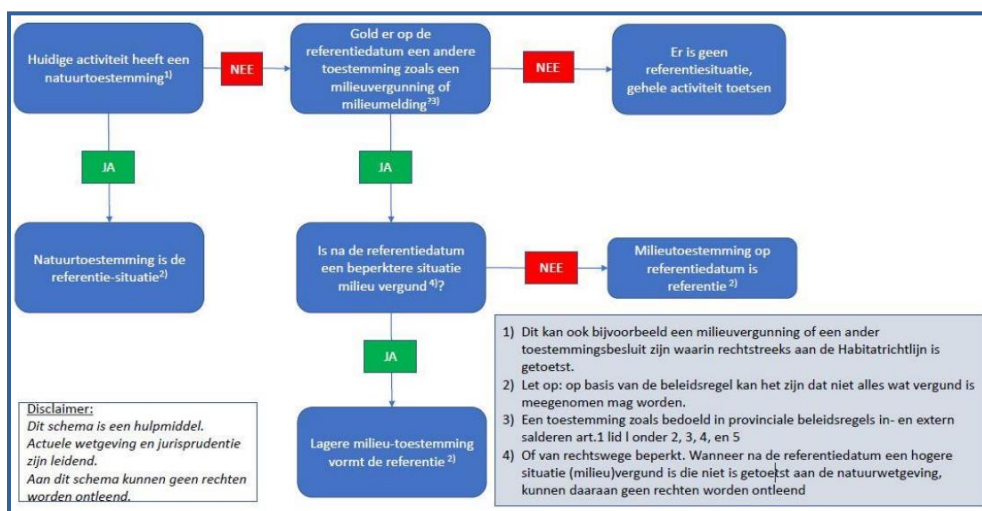 Huidige activiteit heeft een
natuurtoestemming1)
NEE
Gold er op de
referentiedatum een andere
toestemming zoals een
milieuvergunning of
milieumelding?3)
NEE
Er is geen
referentiesituatie,
gehele activiteit toetsen
JA
JA
Natuurtoestemming is de
referentie-situatie2)
Is na de referentiedatum
een beperktere situatie
milieu vergund 4)?
NEE
Milieutoestemming op
referentiedatum is
referentie 2)
JA
Lagere milieu-toestemming
vormt de referentie 2)
Disclaimer:
Dit schema is een hulpmiddel.
Actuele wetgeving en jurisprudentie
zijn leidend.
Aan dit schema kunnen geen rechten
worden ontleend.
1) Dit kan ook bijvoorbeeld een milieuvergunning of een ander
toestemmingsbesluit zijn waarin rechtstreeks aan de Habitatrichtlijn is
getoetst.
2) Let op: op basis van de beleidsregel kan het zijn dat niet alles wat vergund is
meegenomen mag worden.
3) Een toestemming zoals bedoeld in provinciale beleidsregels in- en extern
salderen art.1 lid l onder 2, 3, 4, en 5
4) Of van rechtswege beperkt. Wanneer na de referentiedatum een hogere
situatie (milieu)vergund is die niet is getoetst aan de natuurwetgeving,
kunnen daaraan geen rechten worden ontleend